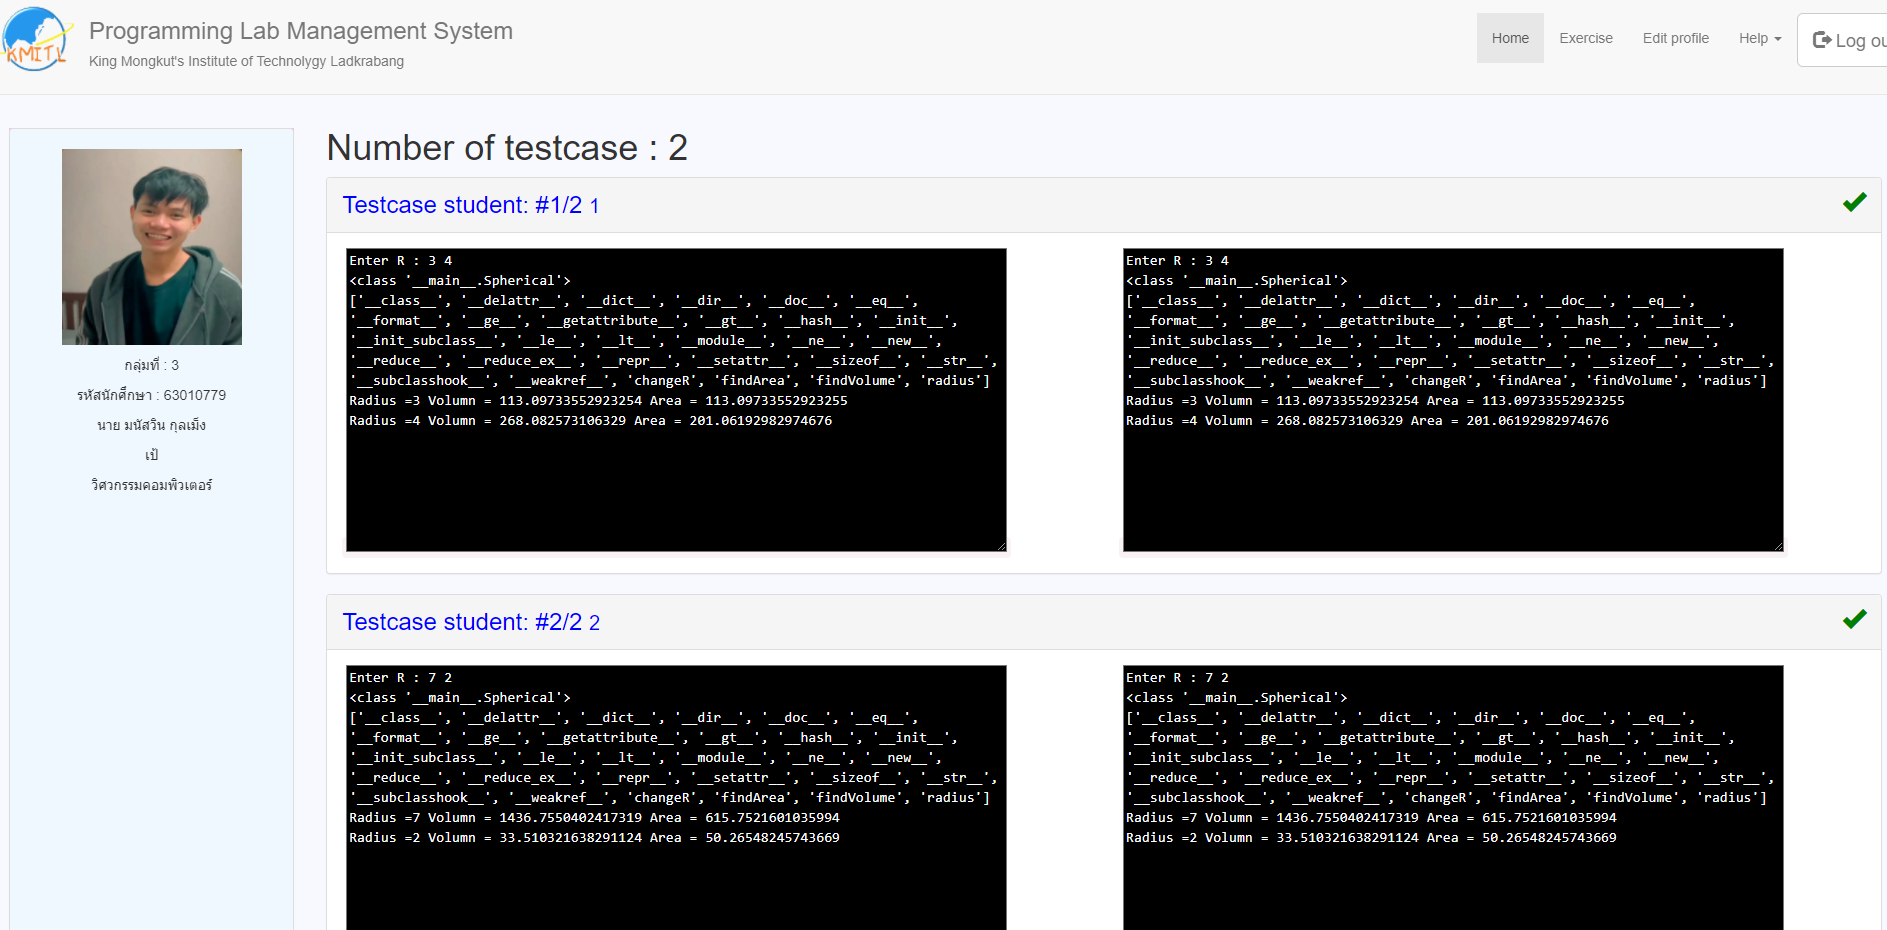 KMITL
Programming Lab Management System
King Mongkut's Institute of Technolygy Ladkrabang
Home Exercise Edit profile Help Log ou
กลุ่มที่ : 3
รหัสนักศึกษา : 63010779
นาย มนัสวิน กุลเม็ง
เป้
วิศวกรรมคอมพิวเตอร์
Number of testcase : 2
Testcase student: #1/2 1
Enter R : 3 4
<class '__main__.Spherical'>
['__class__', '__delattr__', '__dict__', '__dir__', '__doc__', '__eq__',
'__format__', '__ge__', '__getattribute__', '__gt__', '__hash__', '__init__',
'__init_subclass__', '__le__', '__lt__', '__module__', '__ne__', '__new__',
'__reduce__', '__reduce_ex__', '__repr__', '__setattr__', '__sizeof__', '__str__',
'__subclasshook__', '__weakref__', 'changeR', 'findArea', 'findVolume', 'radius']
Radius =3 Volumn = 113.09733552923254 Area = 113.09733552923255
Radius =4 Volumn = 268.082573106329 Area = 201.06192982974676
Enter R : 3 4
<class '__main__.Spherical'>
['__class__', '__delattr__', '__dict__', '__dir__', '__doc__', '__eq__',
'__format__', '__ge__', '__getattribute__', '__gt__', '__hash__', '__init__',
'__init_subclass__', '__le__', '__lt__', '__module__', '__ne__', '__new__',
'__reduce__', '__reduce_ex__', '__repr__', '__setattr__', '__sizeof__', '__str__',
'__subclasshook__', '__weakref__', 'changeR', 'findArea', 'findVolume', 'radius']
Radius =3 Volumn = 113.09733552923254 Area = 113.09733552923255
Radius =4 Volumn = 268.082573106329 Area = 201.06192982974676
Testcase student: #2/2 2
Enter R : 7 2
<class '__main__.Spherical'>
['__class__', '__delattr__', '__dict__', '__dir__', '__doc__', '__eq__',
'__format__', '__ge__', '__getattribute__', '__gt__', '__hash__', '__init__',
'__init_subclass__', '__le__', '__lt__', '__module__', '__ne__', '__new__',
'__reduce__', '__reduce_ex__', '__repr__', '__setattr__', '__sizeof__', '__str__',
'__subclasshook__', '__weakref__', 'changeR', 'findArea', 'findVolume', 'radius']
Radius =7 Volumn = 1436.7550402417319 Area = 615.7521601035994
Radius =2 Volumn = 33.510321638291124 Area = 50.26548245743669
Enter R : 7 2
<class '__main__.Spherical'>
['__class__', '__delattr__', '__dict__', '__dir__', '__doc__', '__eq__',
'__format__', '__ge__', '__getattribute__', '__gt__', '__hash__', '__init__',
'__init_subclass__', '__le__', '__lt__', '__module__', '__ne__', '__new__',
'__reduce__', '__reduce_ex__', '__repr__', '__setattr__', '__sizeof__', '__str__',
'__subclasshook__', '__weakref__', 'changeR', 'findArea', 'findVolume', 'radius']
Radius =7 Volumn = 1436.7550402417319 Area = 615.7521601035994
Radius =2 Volumn = 33.510321638291124 Area = 50.26548245743669